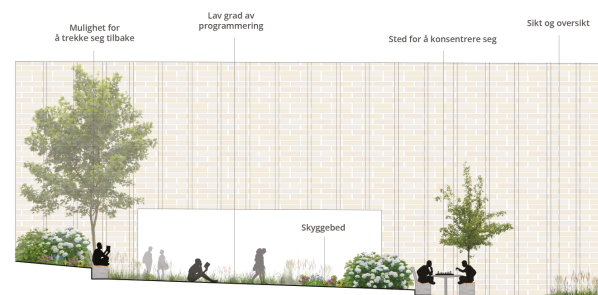 Mulighet for
å trekke seg tilbake
Lav grad av
programmering
Sted for å konsentrere seg
Sikt og oversikt
Skyggebed